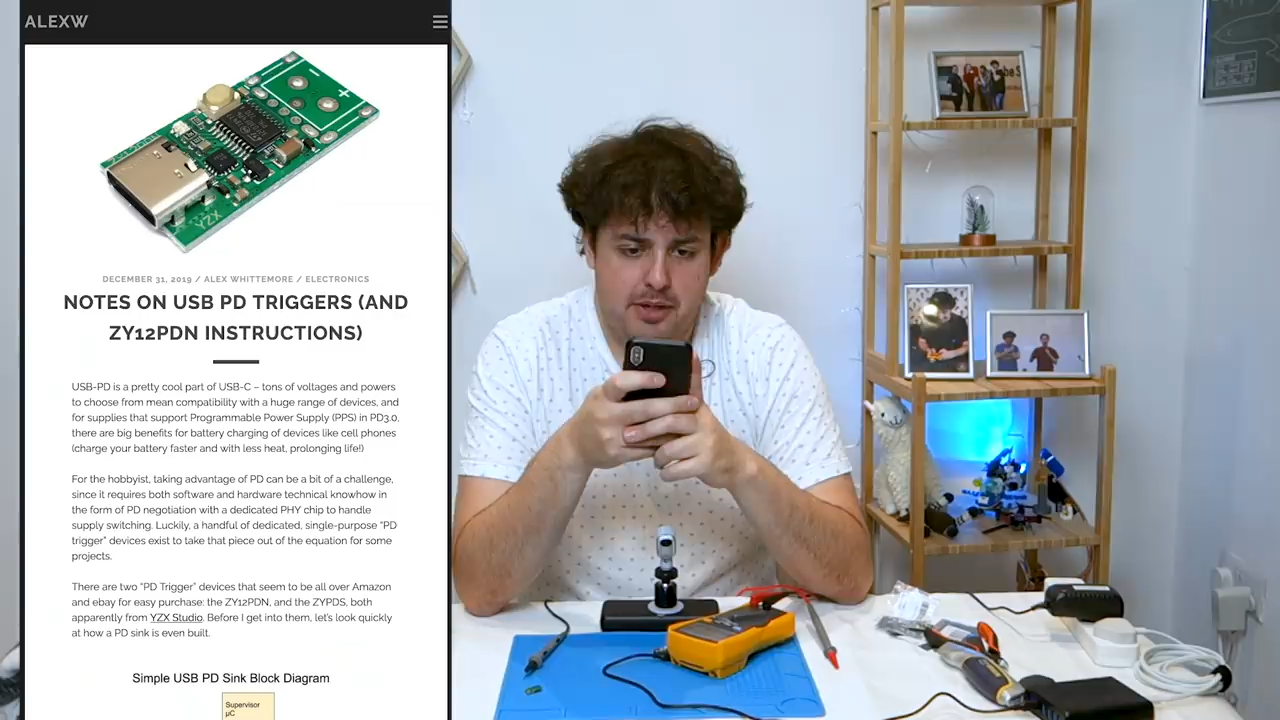 ALEXW
YZX
DECEMBER 31, 2019 / ALEX WHITTEMORE / ELECTRONICS
NOTES ON USB PD TRIGGERS (AND
ZY12PDN INSTRUCTIONS)
USB-PD is a pretty cool part of USB-C – tons of voltages and powers
to choose from mean compatibility with a huge range of devices, and
for supplies that support Programmable Power Supply (PPS) in PD3.0,
there are big benefits for battery charging of devices like cell phones
(charge your battery faster and with less heat, prolonging life!)
For the hobbyist, taking advantage of PD can be a bit of a challenge,
since it requires both software and hardware technical knowhow in
the form of PD negotiation with a dedicated PHY chip to handle
supply switching. Luckily, a handful of dedicated, single-purpose “PD
trigger” devices exist to take that piece out of the equation for some
projects.
There are two “PD Trigger” devices that seem to be all over Amazon
and ebay for easy purchase: the ZY12PDN, and the ZYPDS, both
apparently from YZX Studio. Before I get into them, let’s look quickly
at how a PD sink is even built.
Simple USB PD Sink Block Diagram
Supervisor
µC